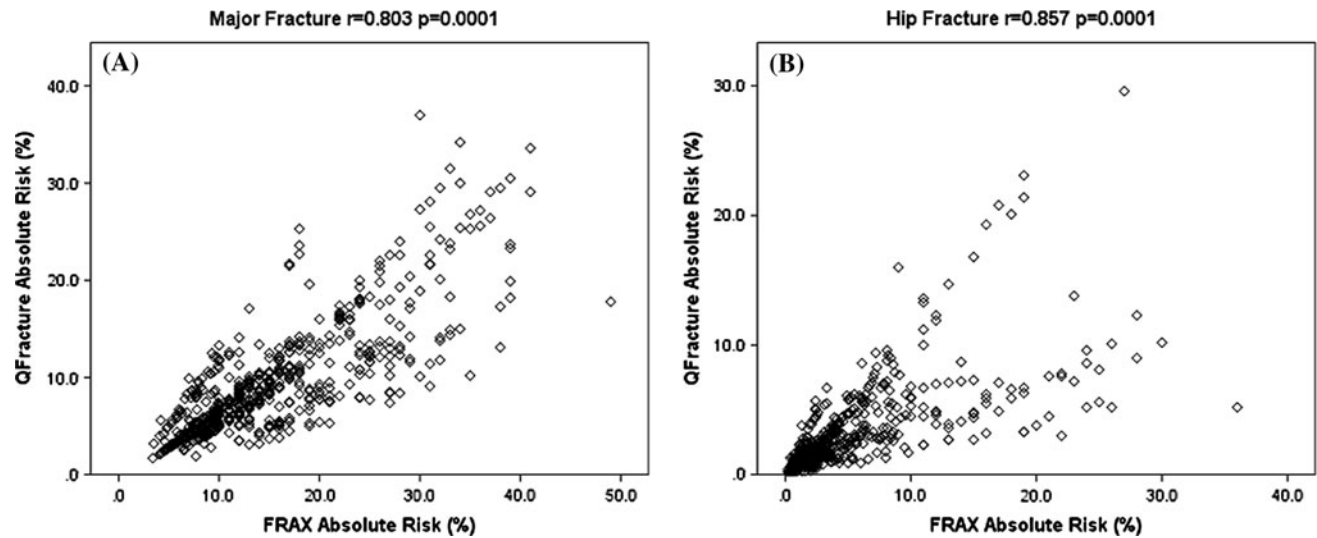 Major Fracture r=0.803 p=0.0001
(A)
QFracture Absolute Risk (%)
40.0
30.0
20.0
10.0
.0
.0 10.0 20.0 30.0 40.0 50.0
FRAX Absolute Risk (%)
Hip Fracture r=0.857 p=0.0001
(B)
QFracture Absolute Risk (%)
30.0
20.0
10.0
.0
.0 10.0 20.0 30.0 40.0
FRAX Absolute Risk (%)